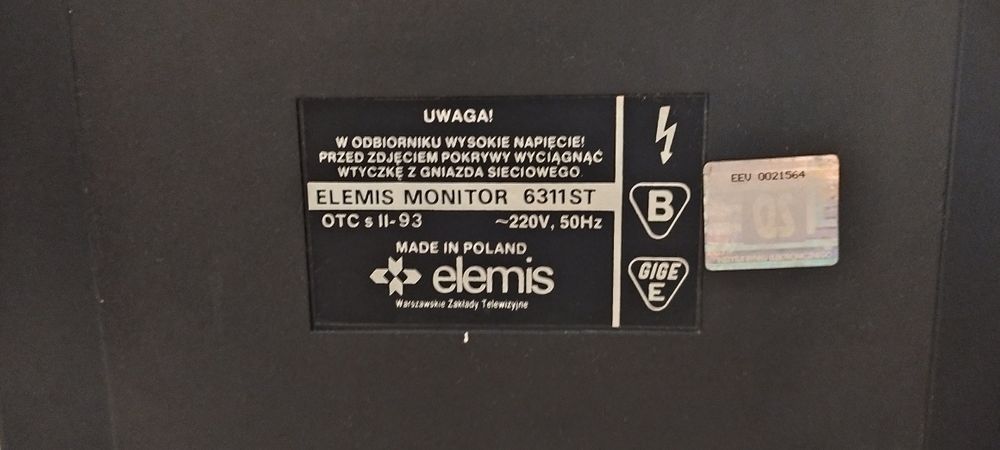 UWAGA!
W ODBIORNIKU WYSOKIE NAPIĘCIE!
PRZED ZDJĘCIEM POKRYWY WYCIĄGNĄĆ
WTYCZKĘ Z GNIAZDA SIECIOWEGO.
ELEMIS MONITOR 6311ST
OTC s II-93 ~220V, 50Hz
MADE IN POLAND
elemis
Warszawskie Zakłady Telewizyjne
B
GIGE
E
EEV 0021564